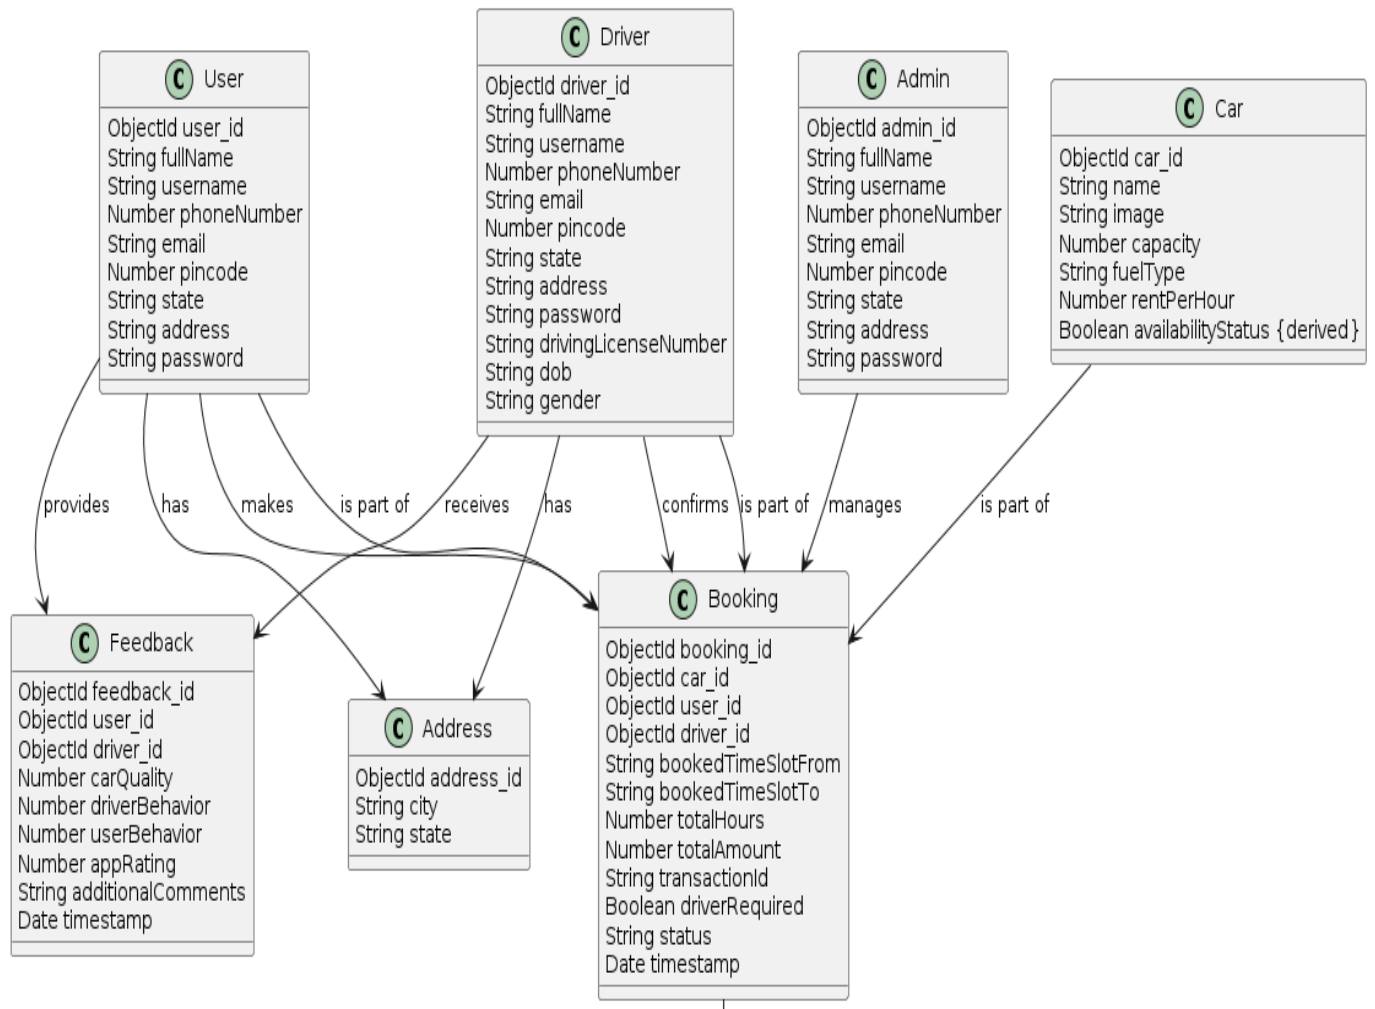 C User
ObjectId user_id
String fullName
String username
Number phoneNumber
String email
Number pincode
String state
String address
String password
C Driver
ObjectId driver_id
String fullName
String username
Number phoneNumber
String email
Number pincode
String state
String address
String password
String drivingLicenseNumber
String dob
String gender
C Admin
ObjectId admin_id
String fullName
String username
Number phoneNumber
String email
Number pincode
String state
String address
String password
C Car
ObjectId car_id
String name
String image
Number capacity
String fuelType
Number rentPerHour
Boolean availabilityStatus {derived}
provides
has
makes
is part of
receives
has
confirms
is part of
manages
is part of
C Feedback
ObjectId feedback_id
ObjectId user_id
ObjectId driver_id
Number carQuality
Number driverBehavior
Number userBehavior
Number appRating
String additionalComments
Date timestamp
C Address
ObjectId address_id
String city
String state
C Booking
ObjectId booking_id
ObjectId car_id
ObjectId user_id
ObjectId driver_id
String bookedTimeSlotFrom
String bookedTimeSlotTo
Number totalHours
Number totalAmount
String transactionId
Boolean driverRequired
String status
Date timestamp